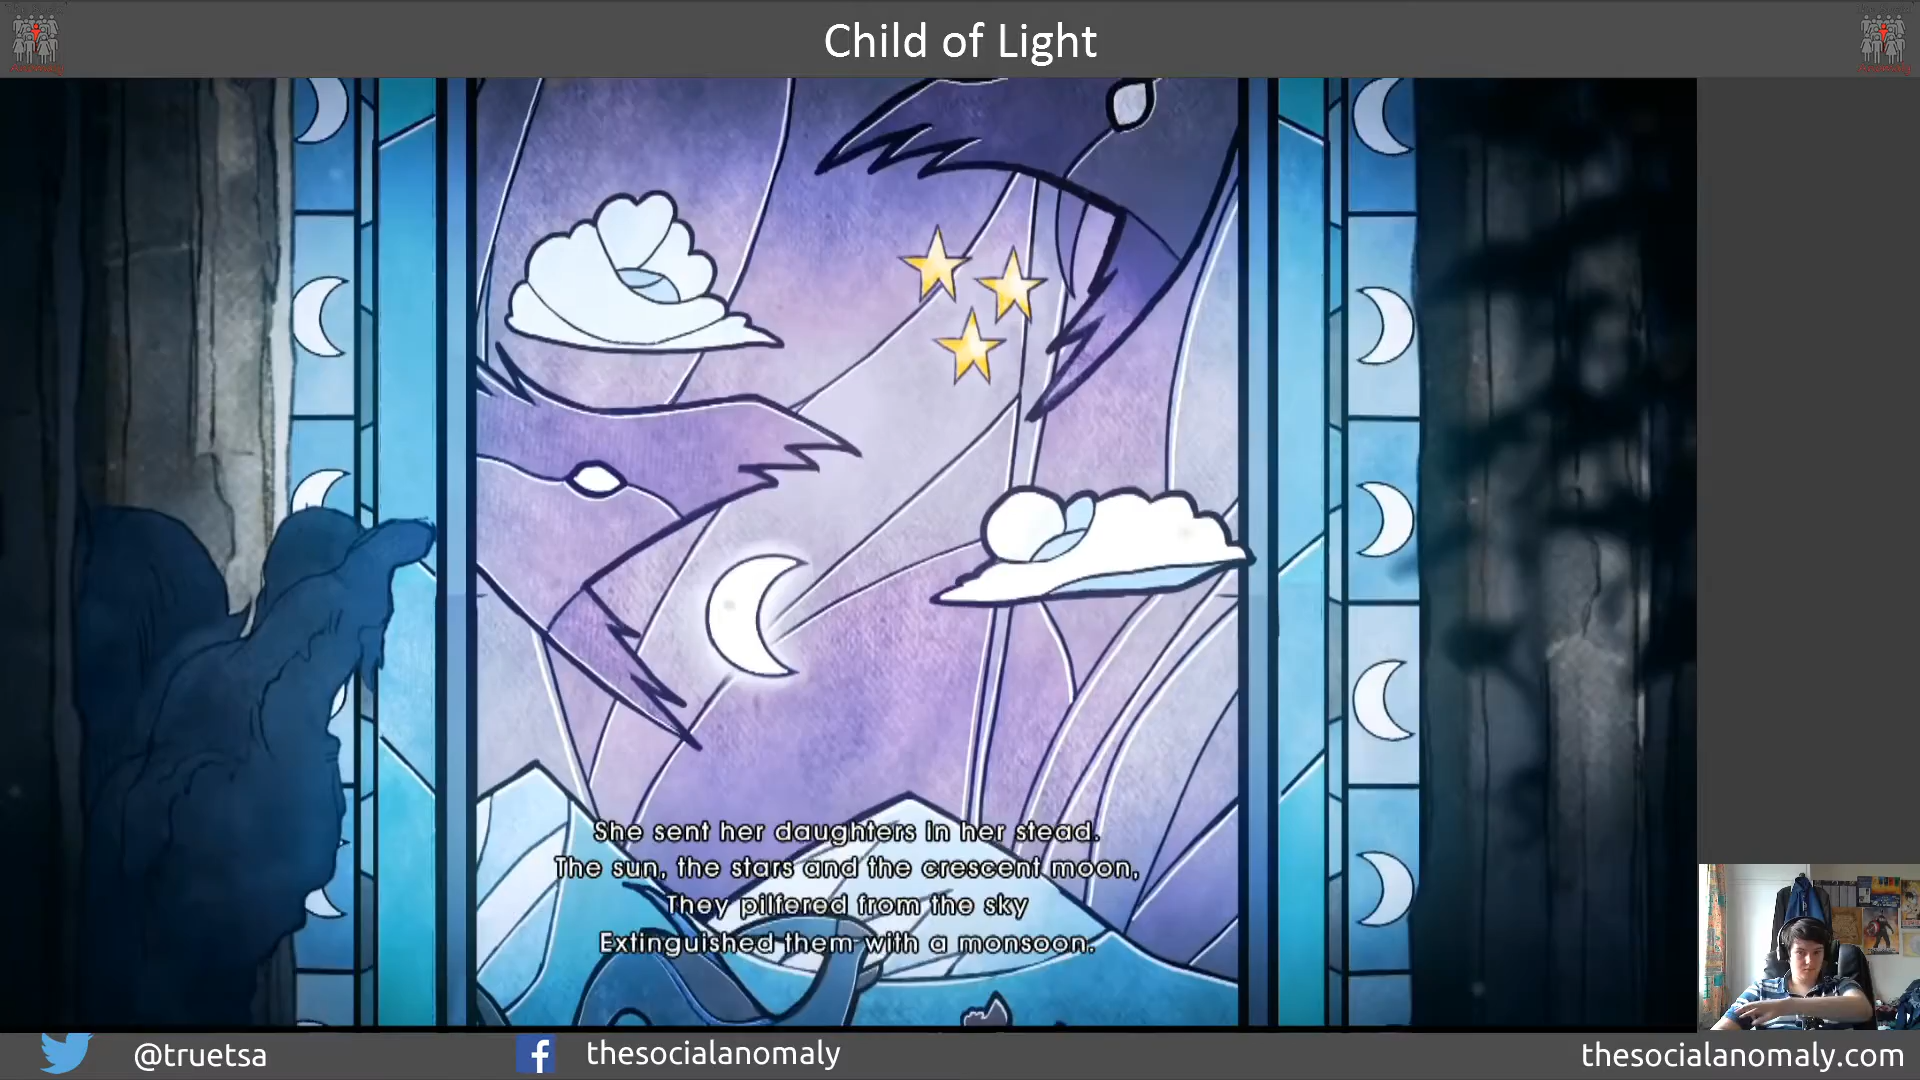 Child of Light
She sent her daughters in her stead.
The sun, the stars and the crescent moon,
They pilfered from the sky
Extinguished them with a monsoon.
@truetsa
thesocialanomaly
thesocialanomaly.com